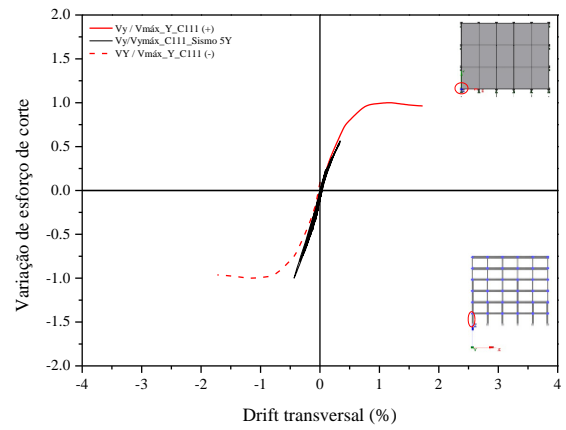 2.0
1.5
1.0
0.5
0.0
-0.5
-1.0
-1.5
-2.0
Variação de esforço de corte
Vy / Vmáx_Y_C111 (+)
Vy/Vymáx_C111_Sismo 5Y
VY / Vmáx_Y_C111 (-)
-4 -3 -2 -1 0 1 2 3 4
Drift transversal (%)